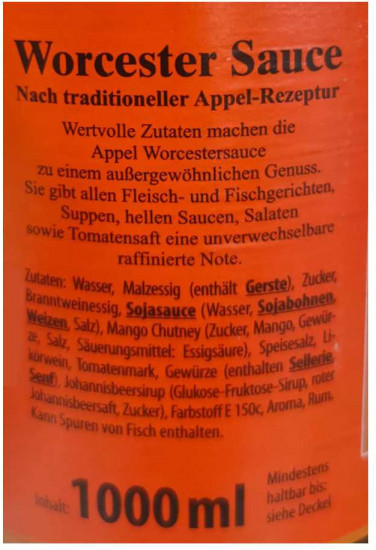 Worcester Sauce
Nach traditioneller Appel-Rezeptur
Wertvolle Zutaten machen die
Appel Worcestersauce
zu einem außergewöhnlichen Genuss.
Sie gibt allen Fleisch- und Fischgerichten,
Suppen, hellen Saucen, Salaten
sowie Tomatensaft eine unverwechselbare
raffinierte Note.
Zutaten: Wasser, Malzessig (enthält Gerste), Zucker,
Branntweinessig, Sojasauce (Wasser, Sojabohnen,
Weizen, Salz), Mango Chutney (Zucker, Mango, Gewür-
ze, Salz, Säuerungsmittel: Essigsäure), Speisesalz, Li-
körwein, Tomatenmark, Gewürze (enthalten Sellerie,
Senf), Johannisbeersirup (Glukose-Fruktose-Sirup, roter
Johannisbeersaft, Zucker), Farbstoff E 150c, Aroma, Rum.
Kann Spuren von Fisch enthalten.
Inhalt: 1000 ml
Mindestens
haltbar bis:
siehe Deckel